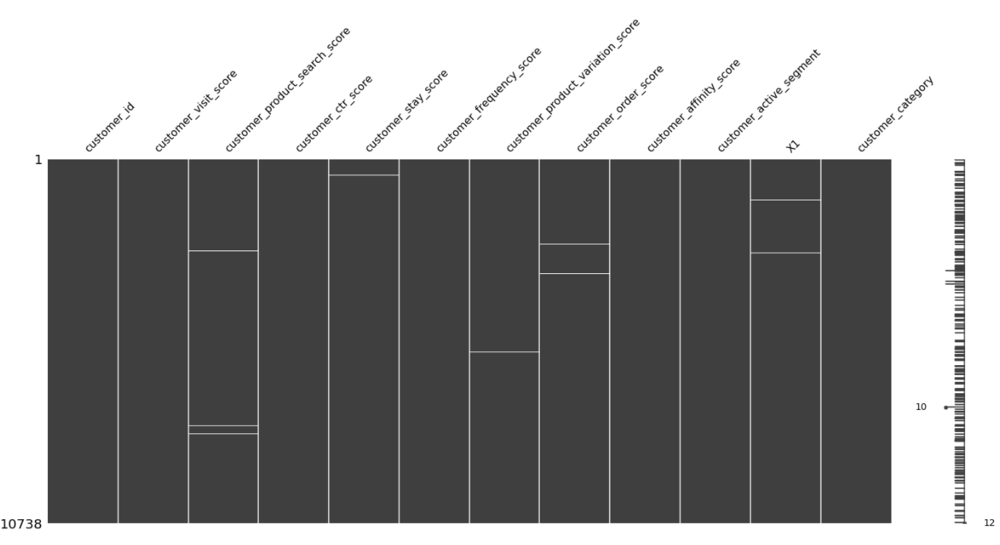 customer_id
customer_visit_score
customer_product_search_score
customer_ctr_score
customer_stay_score
customer_frequency_score
customer_product_variation_score
customer_order_score
customer_affinity_score
customer_active_segment
X1
customer_category
1
10
10738
12